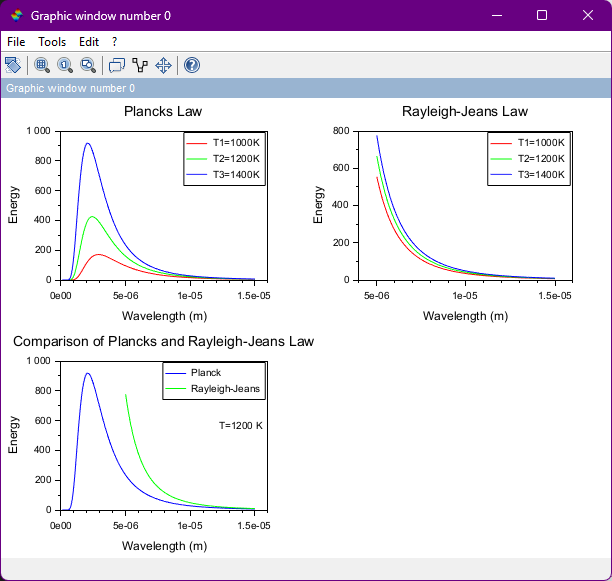 Graphic window number 0
File Tools Edit ?
Graphic window number 0
Plancks Law
1 000
800
600
400
200
0
Energy
T1=1000K
T2=1200K
T3=1400K
0e00 5e-06 1e-05 1.5e-05
Wavelength (m)
Rayleigh-Jeans Law
800
600
400
200
0
Energy
T1=1000K
T2=1200K
T3=1400K
5e-06 1e-05 1.5e-05
Wavelength (m)
Comparison of Plancks and Rayleigh-Jeans Law
1 000
800
600
400
200
0
Energy
Planck
Rayleigh-Jeans
T=1200 K
0e00 5e-06 1e-05 1.5e-05
Wavelength (m)